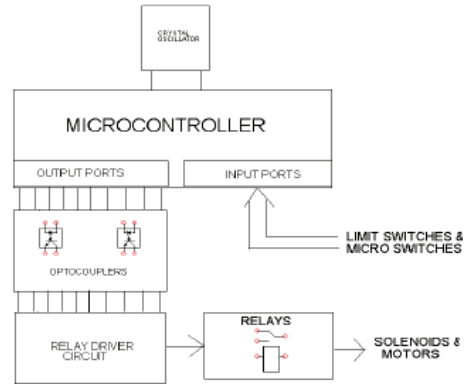 CRYSTAL
OSCILLATOR
MICROCONTROLLER
OUTPUT PORTS
INPUT PORTS
LIMIT SWITCHES &
MICRO SWITCHES
OPTOCOUPLERS
RELAY DRIVER
CIRCUIT
RELAYS
SOLENOIDS &
MOTORS